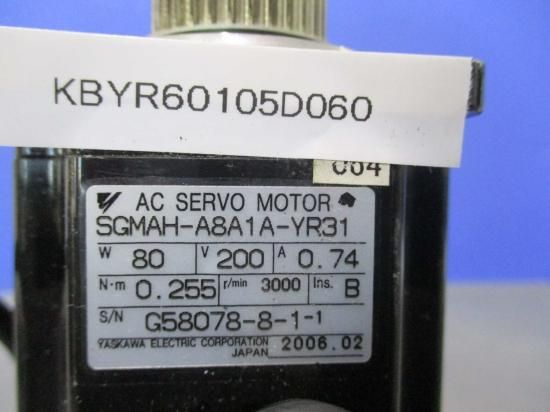 KBYR60105D060
004
AC SERVO MOTOR
SGMAH-A8A1A-YR31
W 80 V 200 A 0.74
N·m 0.255 r/min 3000 Ins. B
S/N G58078-8-1-1
YASKAWA ELECTRIC CORPORATION
JAPAN 2006.02